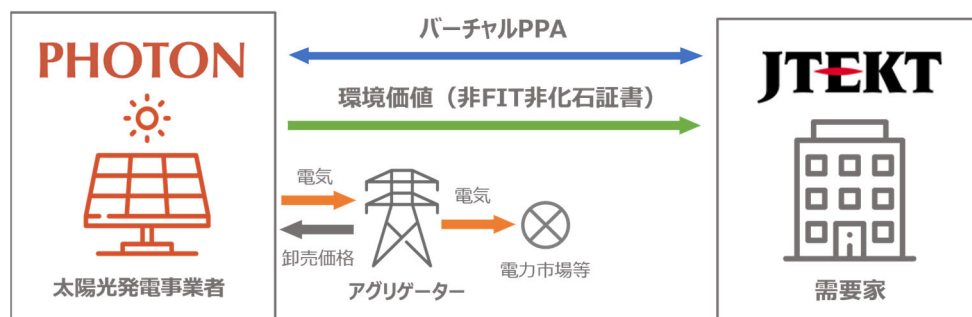 バーチャルPPA
PHOTON
JTEKT
環境価値（非FIT非化石証書）
電気
電気
卸売価格
電力市場等
太陽光発電事業者
アグリゲーター
需要家